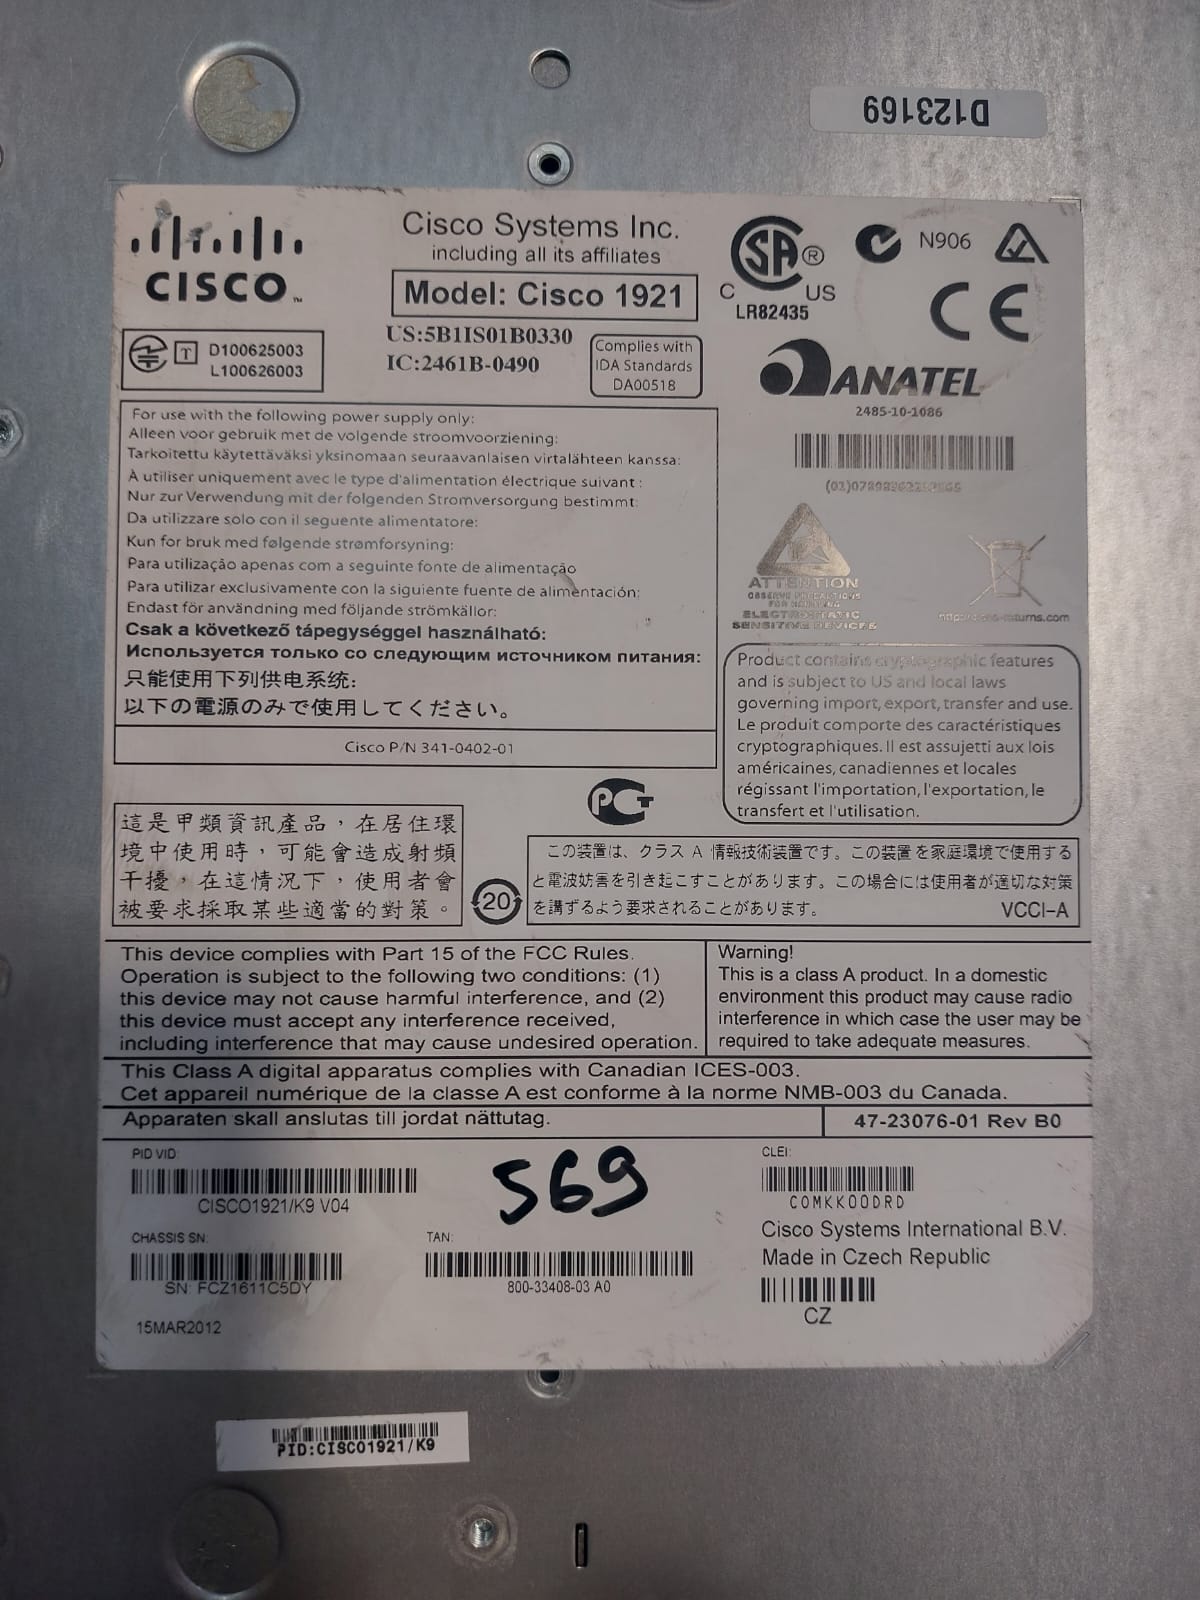 D123169
CISCO™
Cisco Systems Inc.
including all its affiliates
Model: Cisco 1921
US:5B1IS01B0330
IC:2461B-0490
Complies with
IDA Standards
DA00518
T D100625003
L100626003
SA®
C US
LR82435
N906
CE
ANATEL
2485-10-1086
For use with the following power supply only:
Alleen voor gebruik met de volgende stroomvoorziening:
Tarkoitettu käytettäväksi yksinomaan seuraavanlaisen virtalähteen kanssa:
À utiliser uniquement avec le type d'alimentation électrique suivant :
Nur zur Verwendung mit der folgenden Stromversorgung bestimmt:
Da utilizzare solo con il seguente alimentatore:
Kun for bruk med følgende strømforsyning:
Para utilização apenas com a seguinte fonte de alimentação
Para utilizar exclusivamente con la siguiente fuente de alimentación:
Endast för användning med följande strömkällor:
Csak a következő tápegységgel használható:
Используется только со следующим источником питания:
只能使用下列供电系统:
以下の電源のみで使用してください。
Cisco P/N 341-0402-01
ATTENTION
OBSERVE PRECAUTIONS
FOR HANDLING
ELECTROSTATIC
SENSITIVE DEVICES
Product contains cryptographic features
and is subject to US and local laws
governing import, export, transfer and use.
Le produit comporte des caractéristiques
cryptographiques. Il est assujetti aux lois
américaines, canadiennes et locales
régissant l'importation, l'exportation, le
transfert et l'utilisation.
這是甲類資訊產品，在居住環
境中使用時，可能會造成射頻
干擾，在這情況下，使用者會
被要求採取某些適當的對策。
20
この装置は、クラス A 情報技術装置です。この装置を家庭環境で使用する
と電波妨害を引き起こすことがあります。この場合には使用者が適切な対策
を講ずるよう要求されることがあります。 VCCI-A
This device complies with Part 15 of the FCC Rules.
Operation is subject to the following two conditions: (1)
this device may not cause harmful interference, and (2)
this device must accept any interference received,
including interference that may cause undesired operation.
Warning!
This is a class A product. In a domestic
environment this product may cause radio
interference in which case the user may be
required to take adequate measures.
This Class A digital apparatus complies with Canadian ICES-003.
Cet appareil numérique de la classe A est conforme à la norme NMB-003 du Canada.
Apparaten skall anslutas till jordat nättutag.
47-23076-01 Rev B0
PID VID:
CISCO1921/K9 V04
569
CLEI:
COMKK00DRD
CHASSIS SN:
SN: FCZ1611C5DY
TAN:
800-33408-03 A0
Cisco Systems International B.V.
Made in Czech Republic
CZ
15MAR2012
PID:CISCO1921/K9